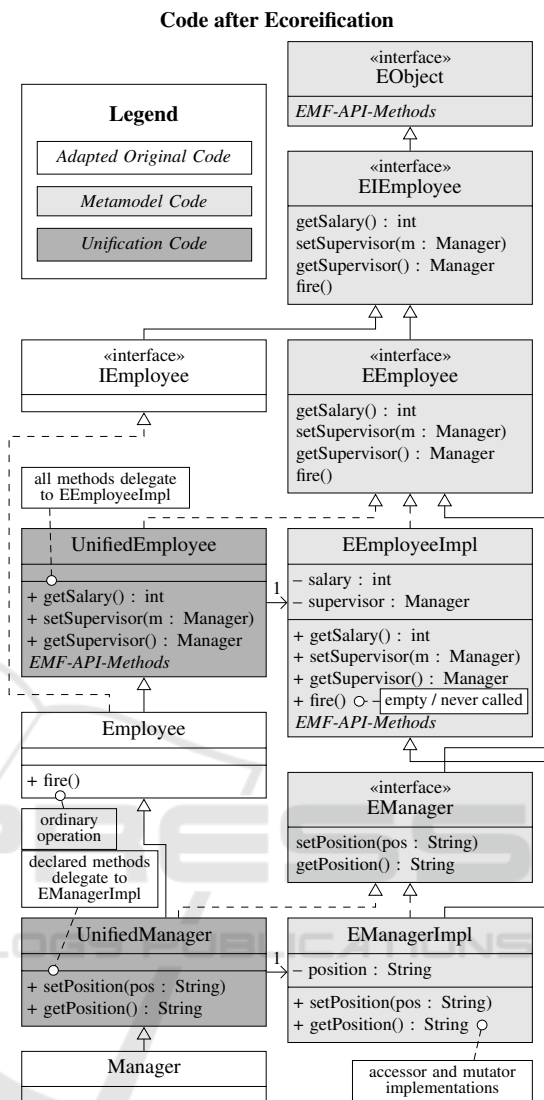 Code after Ecoreification
Legend
Adapted Original Code
Metamodel Code
Unification Code
«interface»
EObject
EMF-API-Methods
«interface»
EIEmployee
getSalary() : int
setSupervisor(m : Manager)
getSupervisor() : Manager
fire()
«interface»
IEmployee
«interface»
EEmployee
getSalary() : int
setSupervisor(m : Manager)
getSupervisor() : Manager
fire()
all methods delegate
to EEmployeeImpl
UnifiedEmployee
+ getSalary() : int
+ setSupervisor(m : Manager)
+ getSupervisor() : Manager
EMF-API-Methods
1
EEmployeeImpl
– salary : int
– supervisor : Manager
+ getSalary() : int
+ setSupervisor(m : Manager)
+ getSupervisor() : Manager
+ fire()
empty / never called
EMF-API-Methods
Employee
+ fire()
ordinary
operation
«interface»
EManager
setPosition(pos : String)
getPosition() : String
declared methods
delegate to
EManagerImpl
UnifiedManager
+ setPosition(pos : String)
+ getPosition() : String
1
EManagerImpl
– position : String
+ setPosition(pos : String)
+ getPosition() : String
accessor and mutator
implementations
Manager